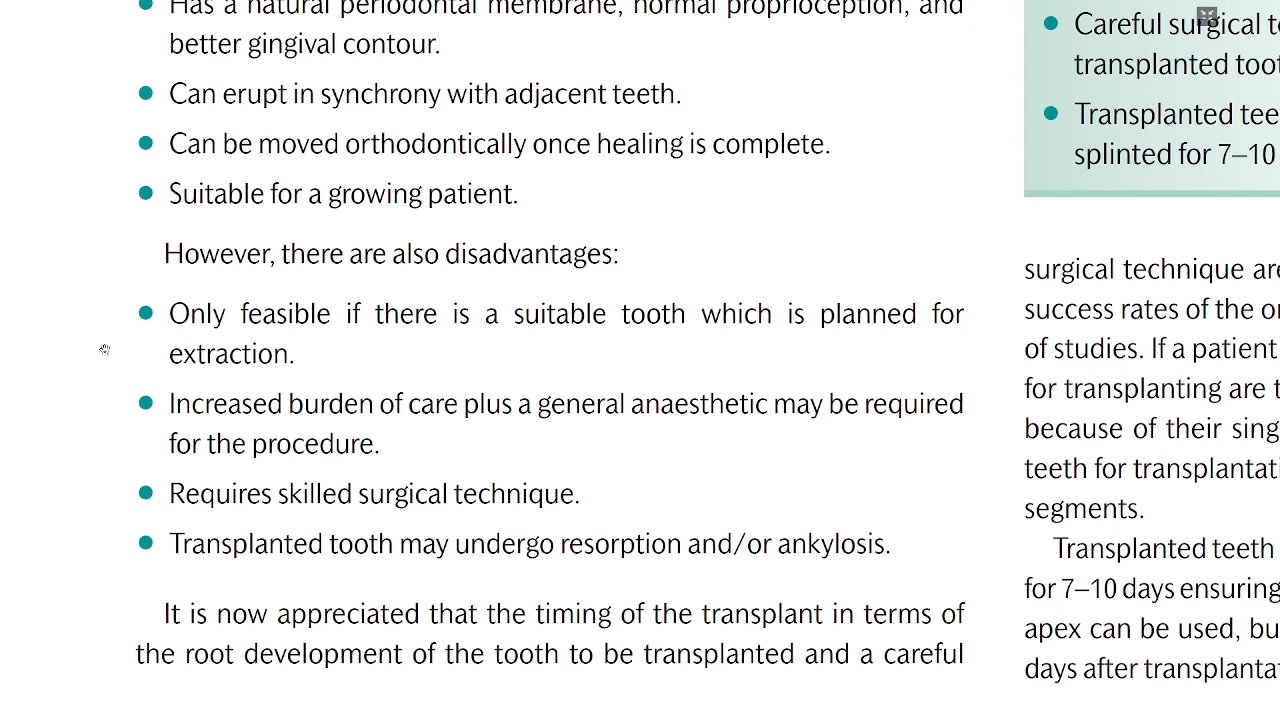 Has a natural periodontal membrane, normal proprioception, and
better gingival contour.
Can erupt in synchrony with adjacent teeth.
Can be moved orthodontically once healing is complete.
Suitable for a growing patient.
However, there are also disadvantages:
Only feasible if there is a suitable tooth which is planned for
extraction.
Increased burden of care plus a general anaesthetic may be required
for the procedure.
Requires skilled surgical technique.
Transplanted tooth may undergo resorption and/or ankylosis.
It is now appreciated that the timing of the transplant in terms of
the root development of the tooth to be transplanted and a careful
Careful surgical
transplanted
Transplanted
splinted for 7–10
surgical technique
success rates of the
of studies. If a patient
for transplanting are
because of their
teeth for
segments.
Transplanted teeth
for 7–10 days ensuring
apex can be used,
days after